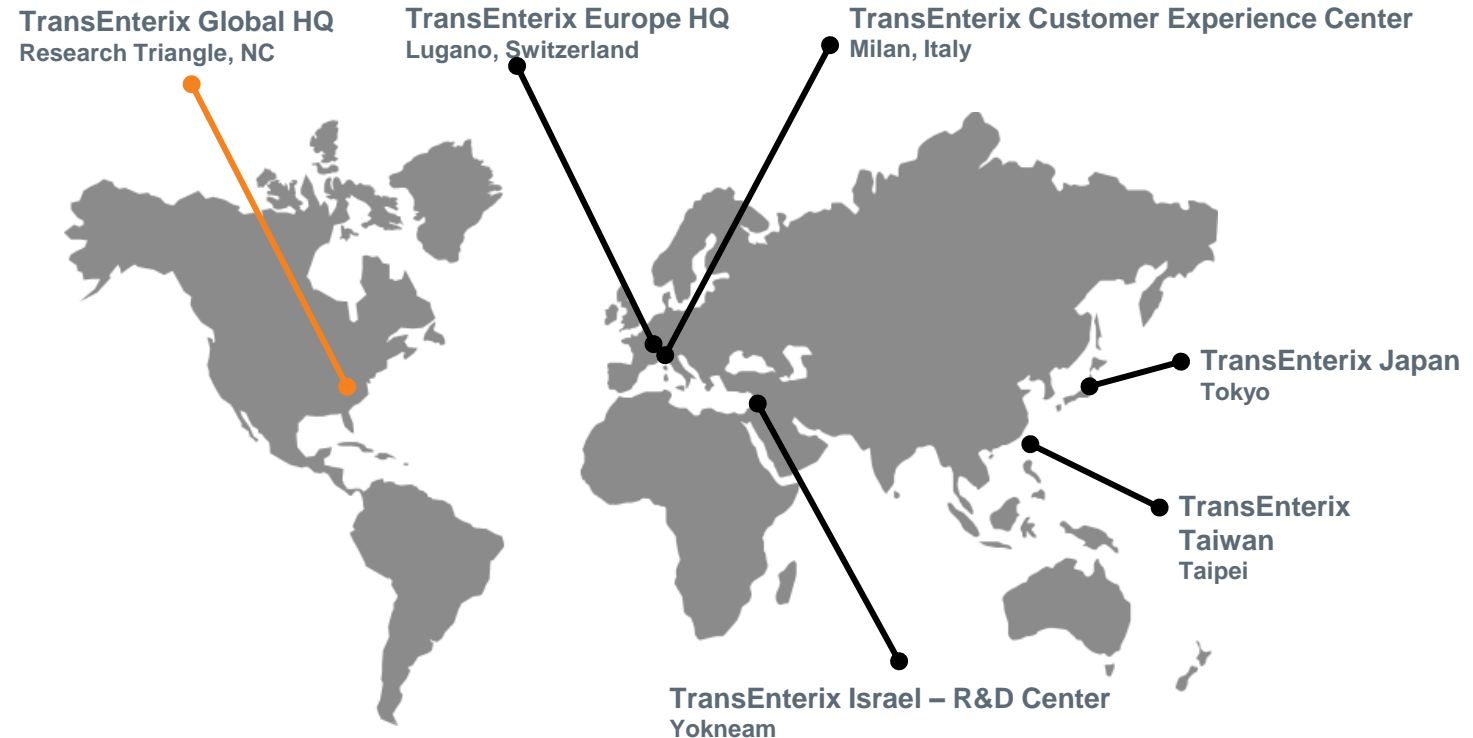 TransEnterix Global HQ
Research Triangle, NC
TransEnterix Europe HQ
Lugano, Switzerland
TransEnterix Customer Experience Center
Milan, Italy
TransEnterix Japan
Tokyo
TransEnterix
Taiwan
Taipei
TransEnterix Israel – R&D Center
Yokneam